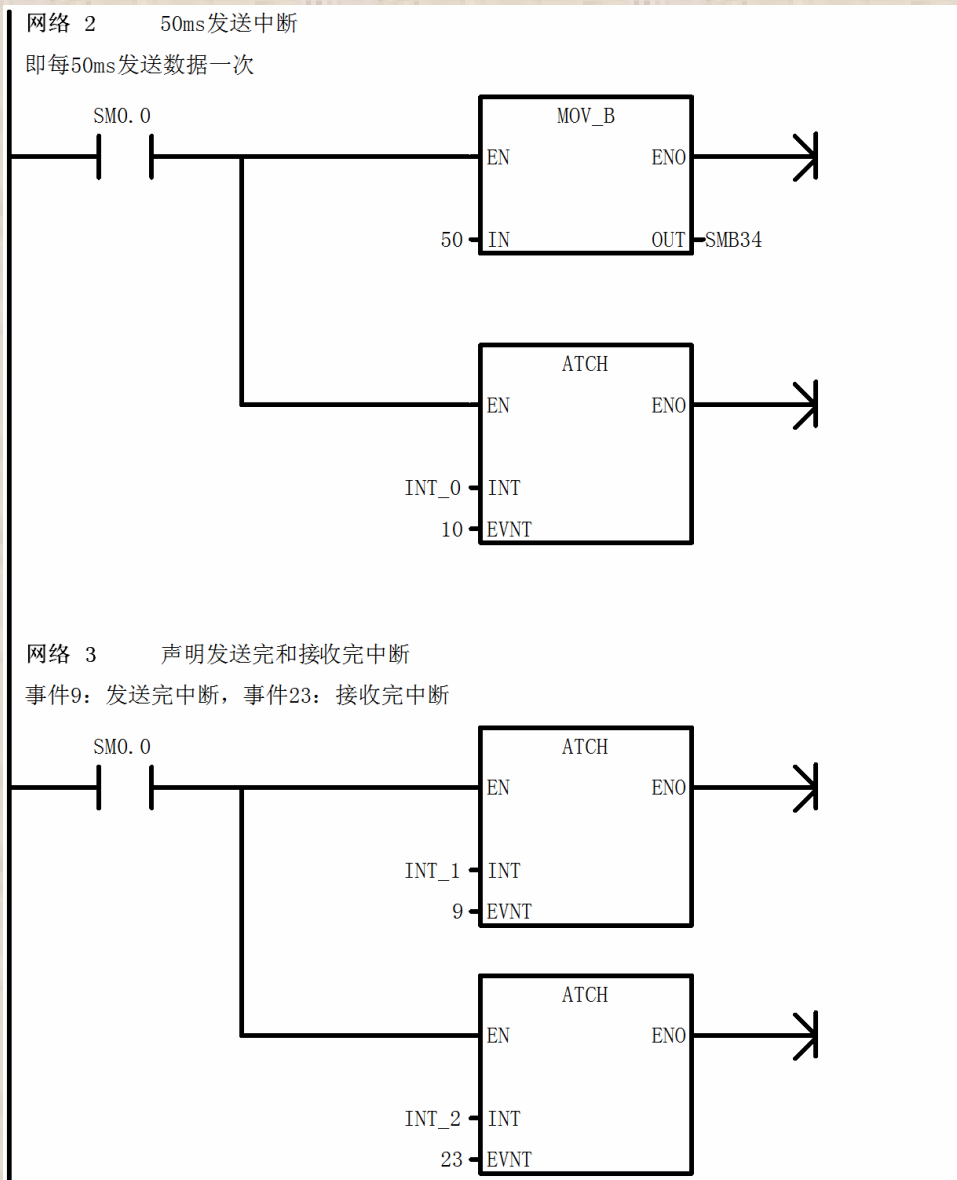 网络 2 50ms发送中断
即每50ms发送数据一次
SM0.0
MOV_B
EN ENO
50 IN OUT SMB34
ATCH
EN ENO
INT_0 INT
10 EVNT
网络 3 声明发送完和接收完中断
事件9：发送完中断，事件23：接收完中断
SM0.0
ATCH
EN ENO
INT_1 INT
9 EVNT
ATCH
EN ENO
INT_2 INT
23 EVNT